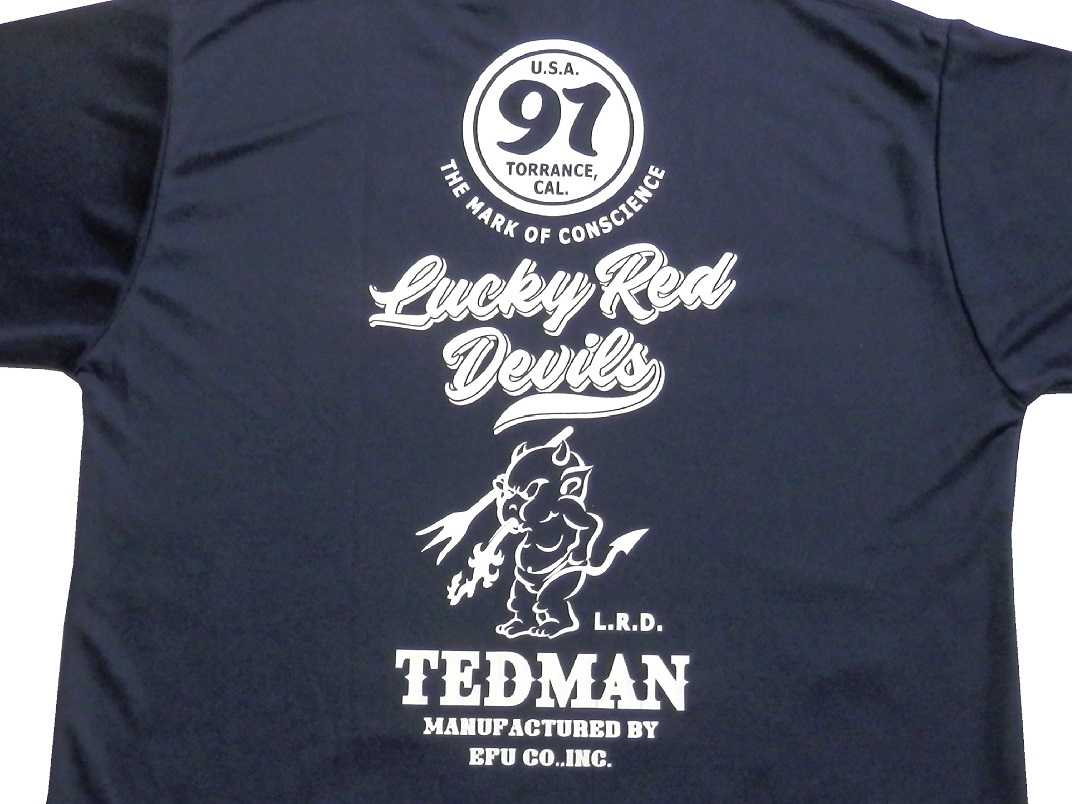 U.S.A.
97
TORRANCE,
CAL.
THE MARK OF CONSCIENCE
Lucky Red
Devils
L.R.D.
TEDMAN
MANUFACTURED BY
EFU CO.,INC.